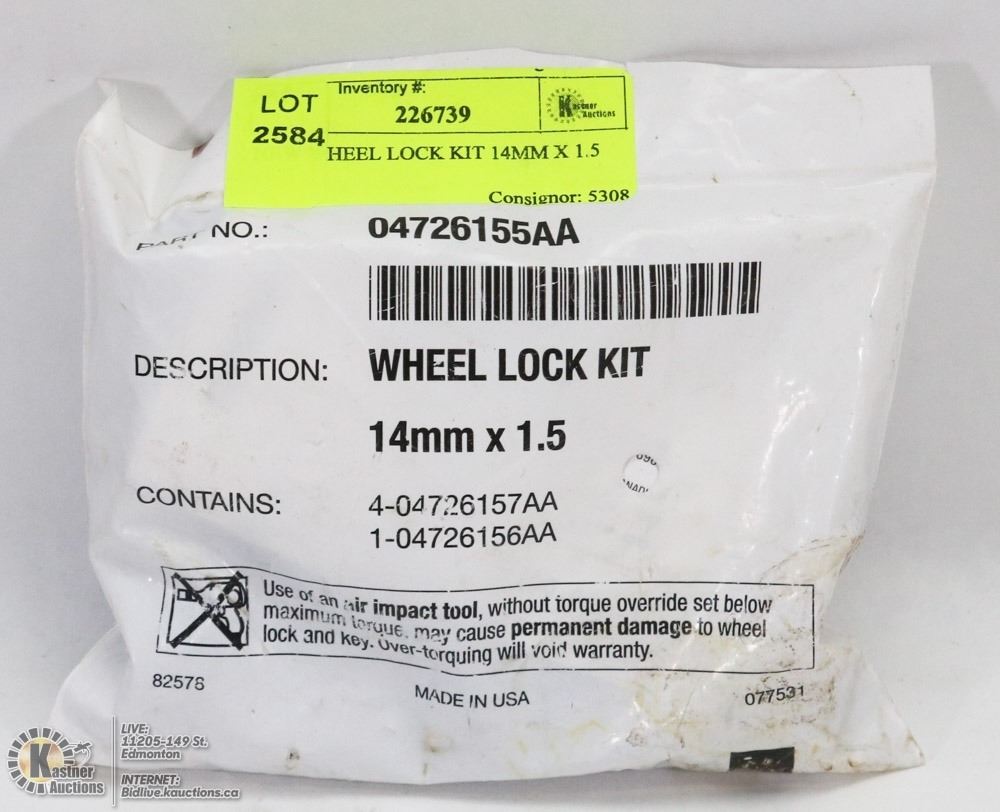 LOT
2584
Inventory #:
226739
Kastner
Auctions
HEEL LOCK KIT 14MM X 1.5
Consignor: 5308
PART NO.:
04726155AA
DESCRIPTION:
WHEEL LOCK KIT
14mm x 1.5
CONTAINS:
4-04726157AA
1-04726156AA
Use of an air impact tool, without torque override set below
maximum torque, may cause permanent damage to wheel
lock and key. Over-torquing will void warranty.
82578
MADE IN USA
077531
Kastner
Auctions
LIVE:
11205-149 St.
Edmonton
INTERNET:
Bidlive.kauctions.ca